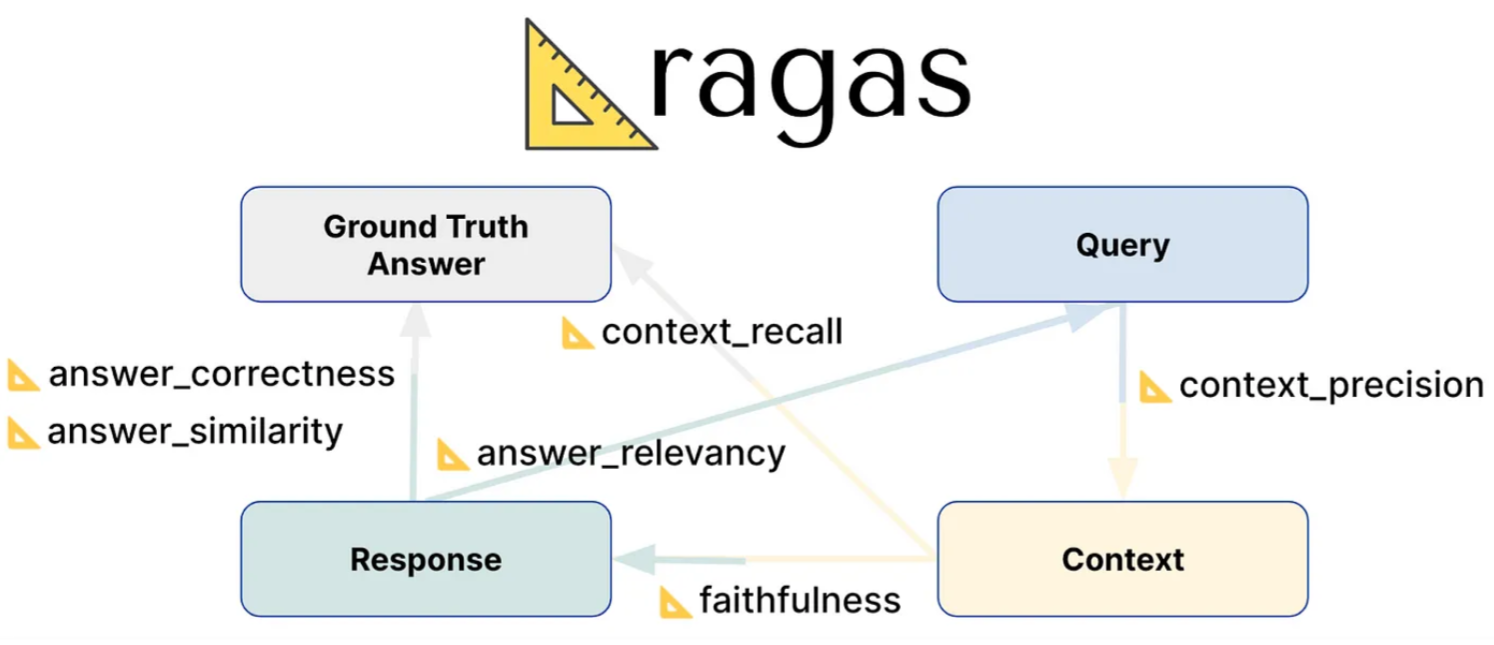 ragas
Ground Truth
Answer
Query
context_recall
answer_correctness
context_precision
answer_similarity
answer_relevancy
Response
Context
faithfulness